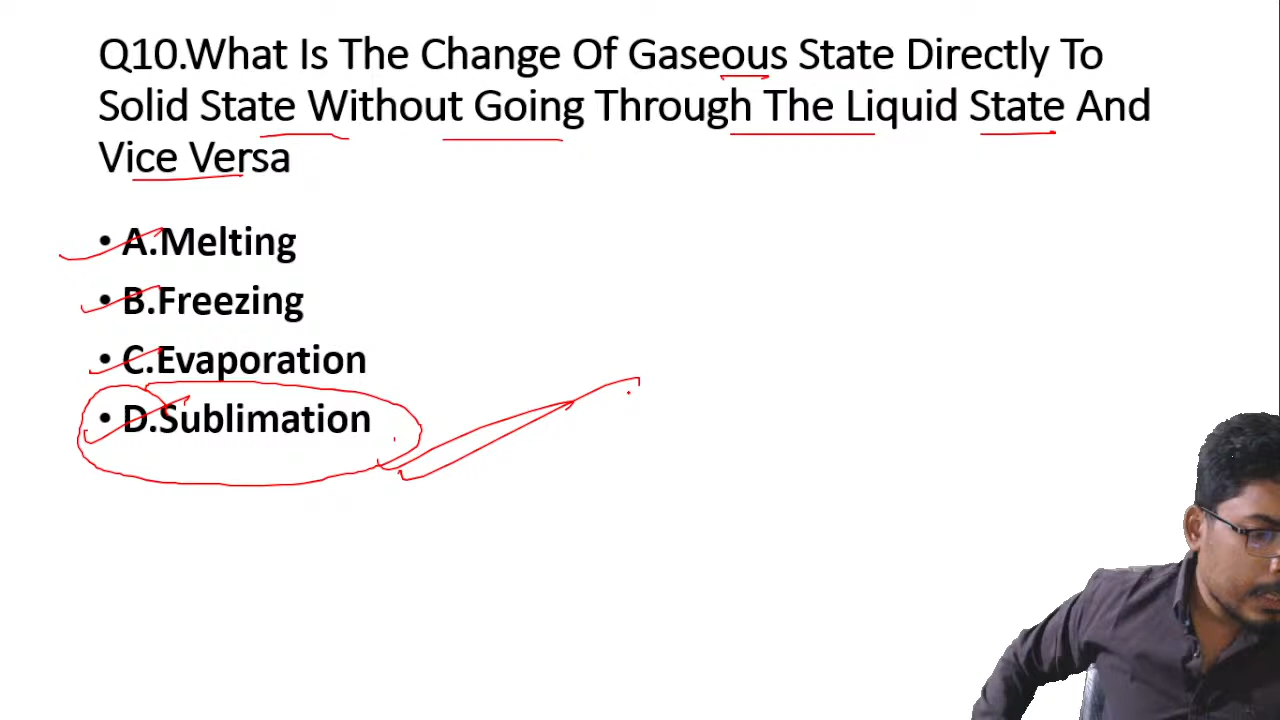 Q10.What Is The Change Of Gaseous State Directly To
Solid State Without Going Through The Liquid State And
Vice Versa
• A.Melting
• B.Freezing
• C.Evaporation
• D.Sublimation